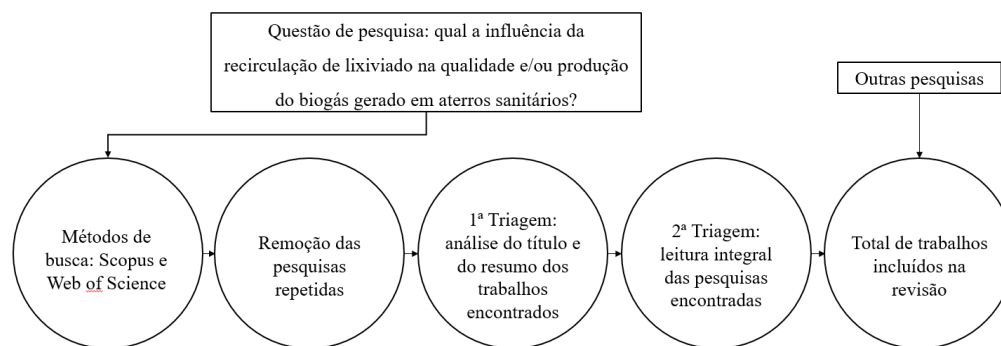 Questão de pesquisa: qual a influência da
recirculação de lixiviado na qualidade e/ou produção
do biogás gerado em aterros sanitários?
Outras pesquisas
Métodos de
busca: Scopus e
Web of Science
Remoção das
pesquisas
repetidas
1ª Triagem:
análise do título e
do resumo dos
trabalhos
encontrados
2ª Triagem:
leitura integral
das pesquisas
encontradas
Total de trabalhos
incluídos na
revisão